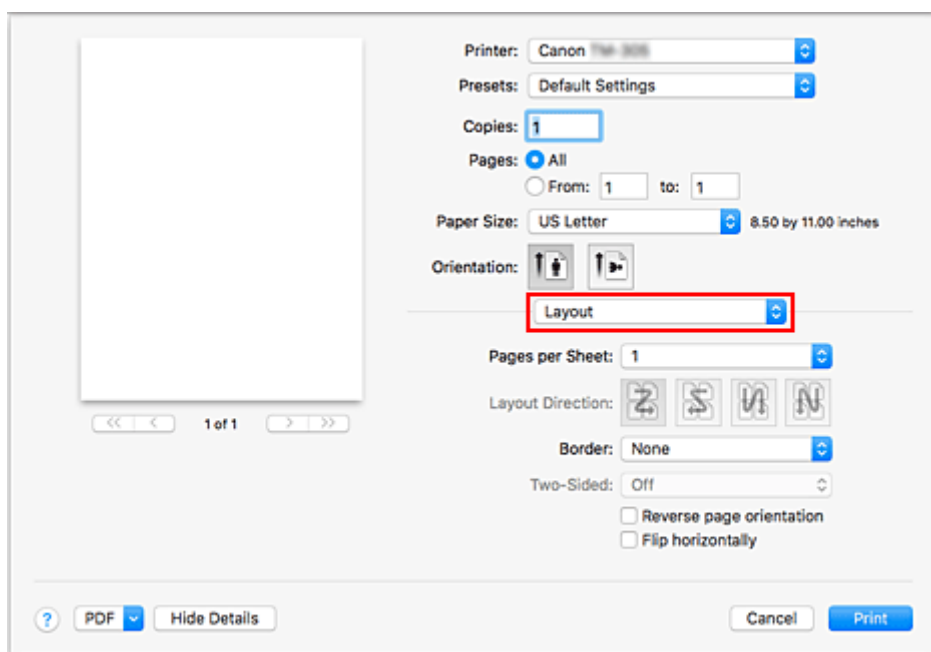 Printer: Canon
Presets: Default Settings
Copies: 1
Pages: All
From: 1 to: 1
Paper Size: US Letter 8.50 by 11.00 inches
Orientation:
Layout
Pages per Sheet: 1
Layout Direction:
1 of 1
Border: None
Two-Sided: Off
Reverse page orientation
Flip horizontally
? PDF Hide Details Cancel Print